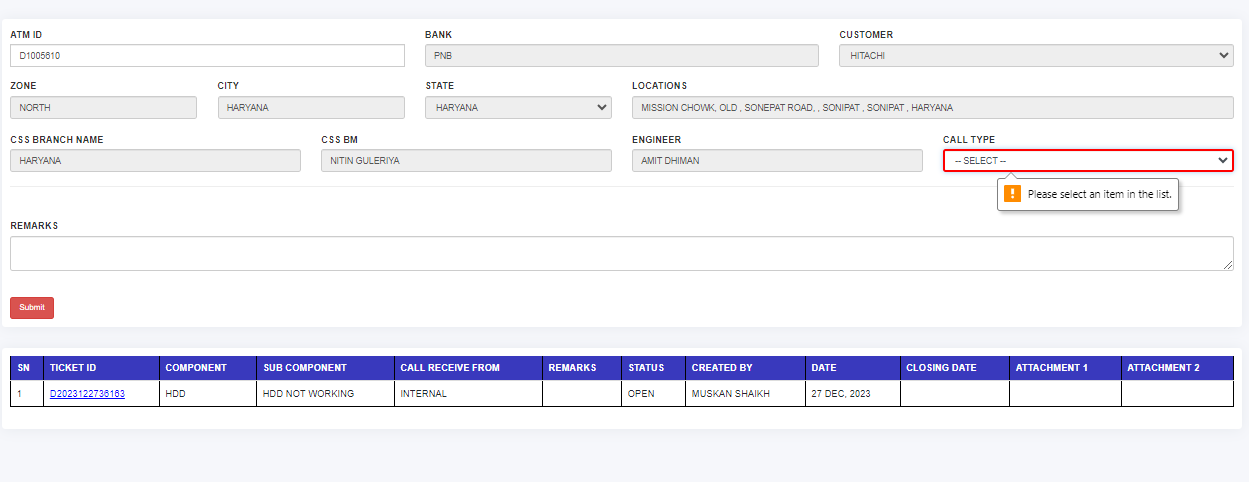 ATM ID BANK CUSTOMER
D1005610 PNB HITACHI
ZONE CITY STATE LOCATIONS
NORTH HARYANA HARYANA MISSION CHOWK, OLD , SONEPAT ROAD, , SONIPAT , SONIPAT , HARYANA
CSS BRANCH NAME CSS BM ENGINEER CALL TYPE
HARYANA NITIN GULERIYA AMIT DHIMAN -- SELECT --
! Please select an item in the list.
REMARKS
Submit
SN TICKET ID COMPONENT SUB COMPONENT CALL RECEIVE FROM REMARKS STATUS CREATED BY DATE CLOSING DATE ATTACHMENT 1 ATTACHMENT 2
1 D2023122736163 HDD HDD NOT WORKING INTERNAL OPEN MUSKAN SHAIKH 27 DEC, 2023